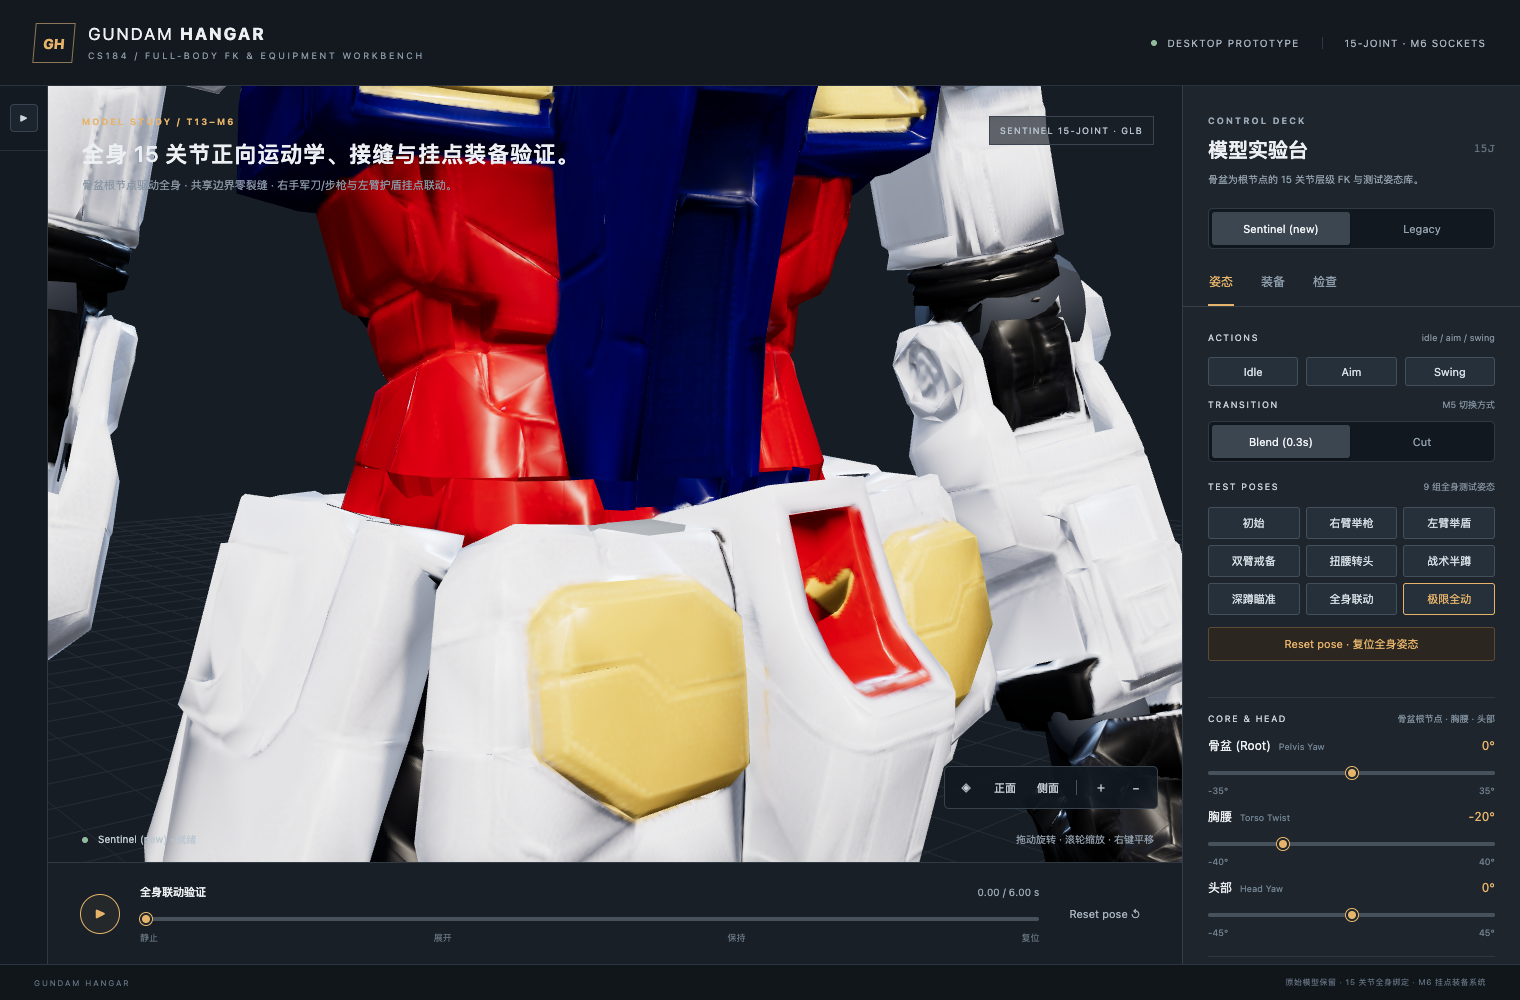 GH
GUNDAM HANGAR
CS184 / FULL-BODY FK & EQUIPMENT WORKBENCH
DESKTOP PROTOTYPE
15-JOINT · M6 SOCKETS
MODEL STUDY / T13–M6
全身 15 关节正向运动学、接缝与挂点装备验证。
骨盆根节点驱动全身 · 共享边界零裂缝 · 右手军刀/步枪与左臂护盾挂点联动。
SENTINEL 15-JOINT · GLB
正面 侧面 + −
Sentinel (new) 就绪
拖动旋转 · 滚轮缩放 · 右键平移
全身联动验证
0.00 / 6.00 s
静止 展开 保持 复位
Reset pose
CONTROL DECK
模型实验台
15J
骨盆为根节点的 15 关节层级 FK 与测试姿态库。
Sentinel (new) Legacy
姿态 装备 检查
ACTIONS idle / aim / swing
Idle Aim Swing
TRANSITION M5 切换方式
Blend (0.3s) Cut
TEST POSES 9 组全身测试姿态
初始 右臂举枪 左臂举盾
双臂戒备 扭腰转头 战术半蹲
深蹲瞄准 全身联动 极限全动
Reset pose · 复位全身姿态
CORE & HEAD 骨盆根节点 · 胸腰 · 头部
骨盆 (Root) Pelvis Yaw 0°
-35° 35°
胸腰 Torso Twist -20°
-40° 40°
头部 Head Yaw 0°
-45° 45°
GUNDAM HANGAR
原始模型保留 · 15 关节全身绑定 · M6 挂点装备系统